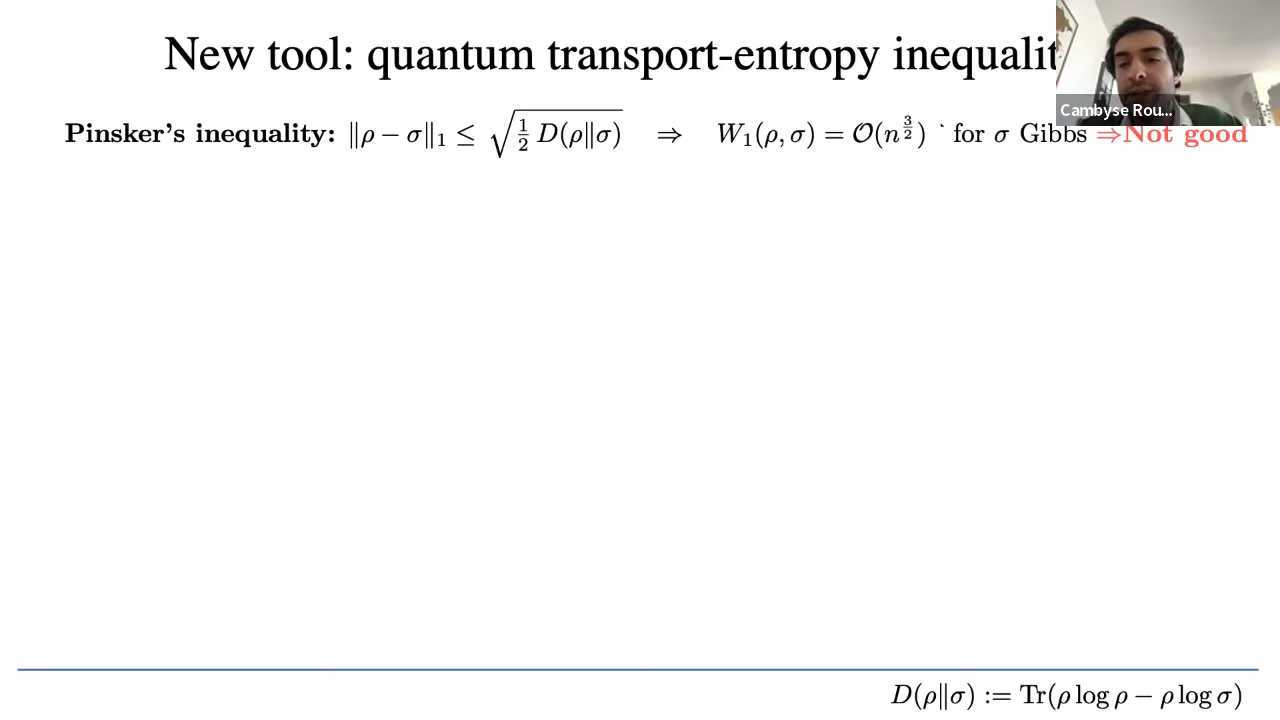 New tool: quantum transport-entropy inequalit
Cambyse Rou...
Pinsker's inequality: ‖ρ − σ‖₁ ≤ √(½ D(ρ‖σ)) ⇒ W₁(ρ, σ) = 𝒪(n^{3/2}) ` for σ Gibbs ⇒Not good
D(ρ‖σ) := Tr(ρ log ρ − ρ log σ)